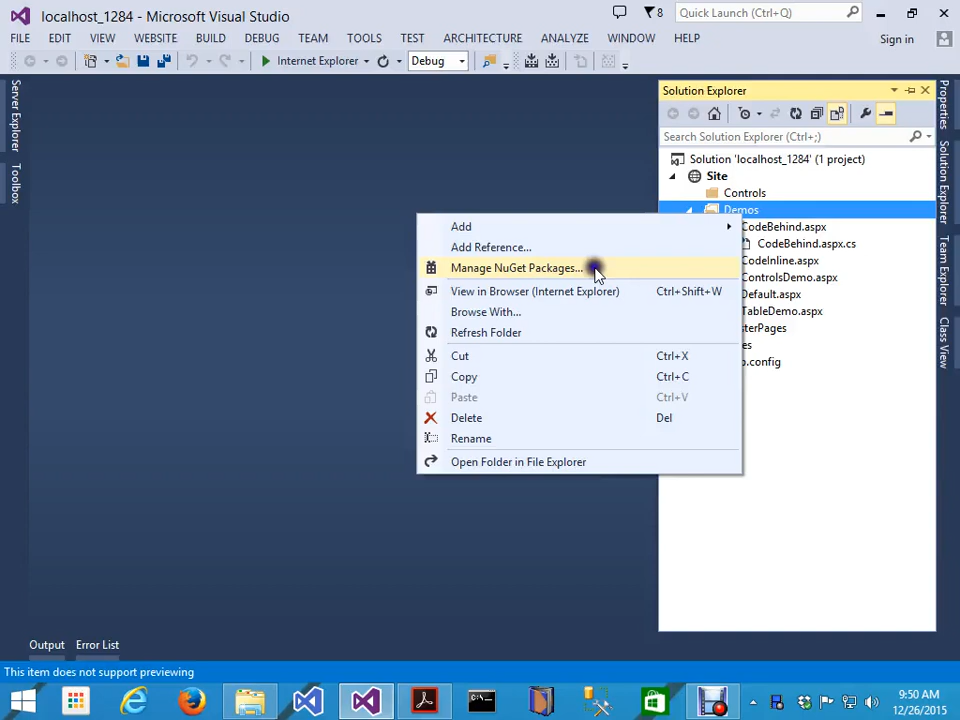 localhost_1284 - Microsoft Visual Studio
8
Quick Launch (Ctrl+Q)
FILE EDIT VIEW WEBSITE BUILD DEBUG TEAM TOOLS TEST ARCHITECTURE ANALYZE WINDOW HELP
Sign in
Internet Explorer
Debug
Server Explorer
Toolbox
Solution Explorer
Search Solution Explorer (Ctrl+;)
Solution 'localhost_1284' (1 project)
Site
Controls
Demos
CodeBehind.aspx
CodeBehind.aspx.cs
CodeInline.aspx
ControlsDemo.aspx
Default.aspx
TableDemo.aspx
sterPages
es
b.config
Add
Add Reference...
Manage NuGet Packages...
View in Browser (Internet Explorer) Ctrl+Shift+W
Browse With...
Refresh Folder
Cut Ctrl+X
Copy Ctrl+C
Paste Ctrl+V
Delete Del
Rename
Open Folder in File Explorer
Properties
Solution Explorer
Team Explorer
Class View
Output Error List
This item does not support previewing
9:50 AM
12/26/2015